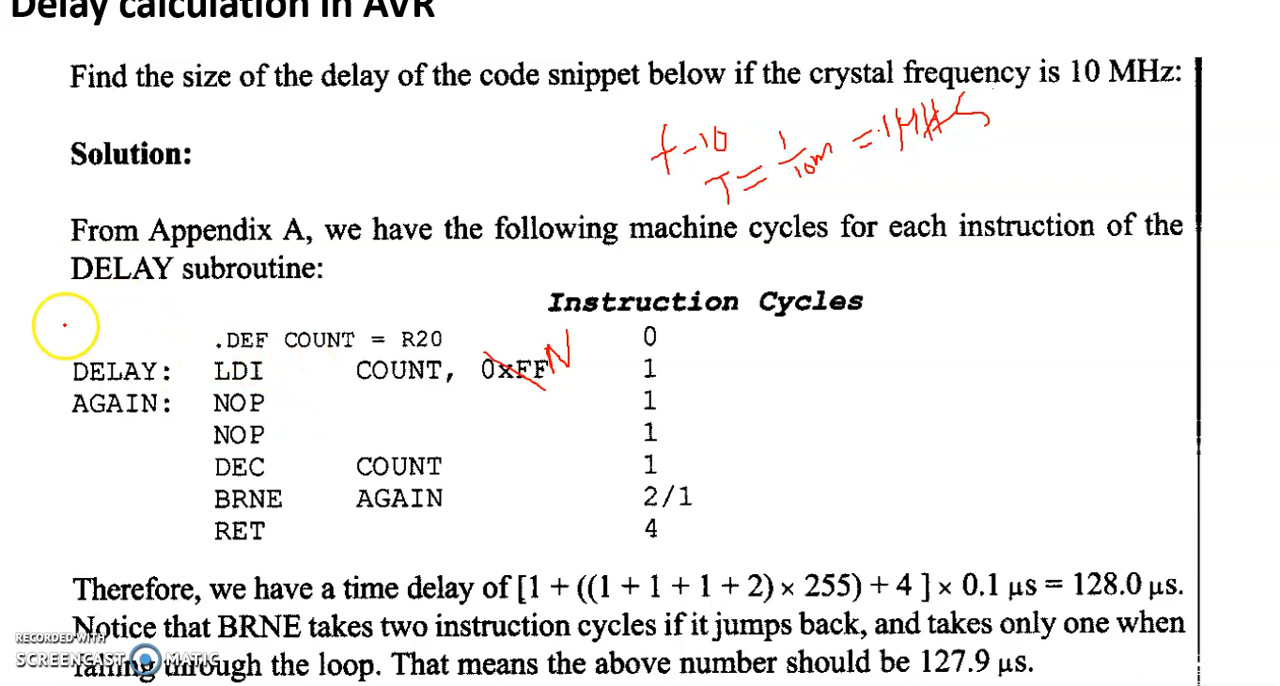 Delay calculation in AVR
Find the size of the delay of the code snippet below if the crystal frequency is 10 MHz:
f-10
T = 1/10m = .1
Solution:
From Appendix A, we have the following machine cycles for each instruction of the
DELAY subroutine:
Instruction Cycles
.DEF COUNT = R20 0
DELAY: LDI COUNT, 0xFF N 1
AGAIN: NOP 1
NOP 1
DEC COUNT 1
BRNE AGAIN 2/1
RET 4
Therefore, we have a time delay of [1 + ((1 + 1 + 1 + 2) × 255) + 4 ] × 0.1 µs = 128.0 µs.
Notice that BRNE takes two instruction cycles if it jumps back, and takes only one when
falling through the loop. That means the above number should be 127.9 µs.
RECORDED WITH
SCREENCAST MATIC